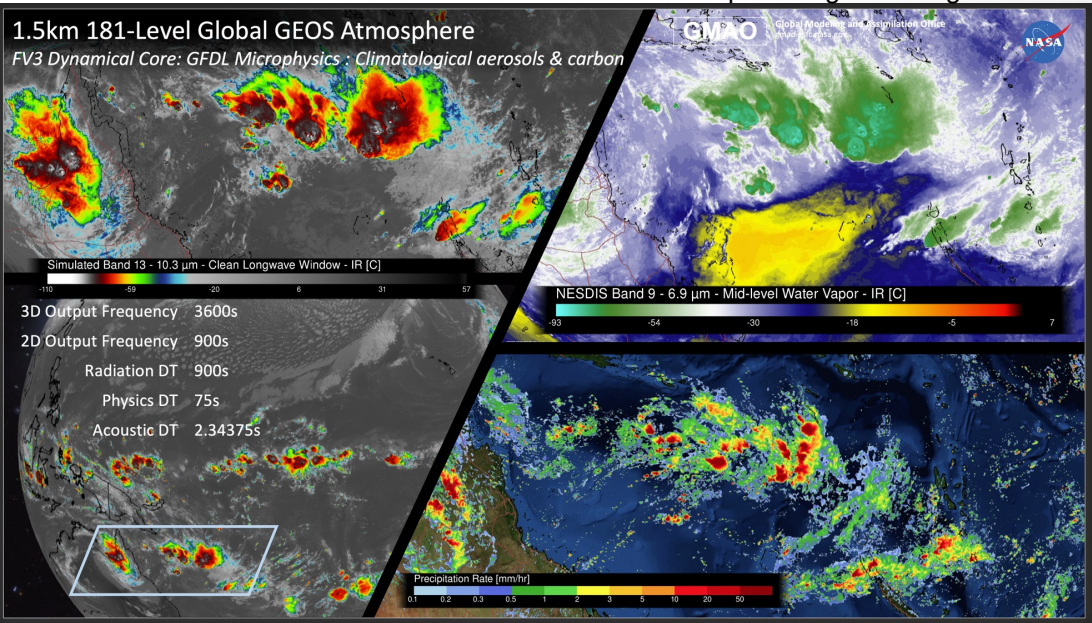 1.5km 181-Level Global GEOS Atmosphere
FV3 Dynamical Core: GFDL Microphysics : Climatological aerosols & carbon
GMAO
Global Modeling and Assimilation Office
NASA
Simulated Band 13 - 10.3 µm - Clean Longwave Window - IR [C]
-110 -59 -20 6 31 57
NESDIS Band 9 - 6.9 µm - Mid-level Water Vapor - IR [C]
-93 -54 -30 -18 -5 7
3D Output Frequency 3600s
2D Output Frequency 900s
Radiation DT 900s
Physics DT 75s
Acoustic DT 2.34375s
Precipitation Rate [mm/hr]
0.1 0.2 0.3 0.5 1 2 3 5 10 20 50